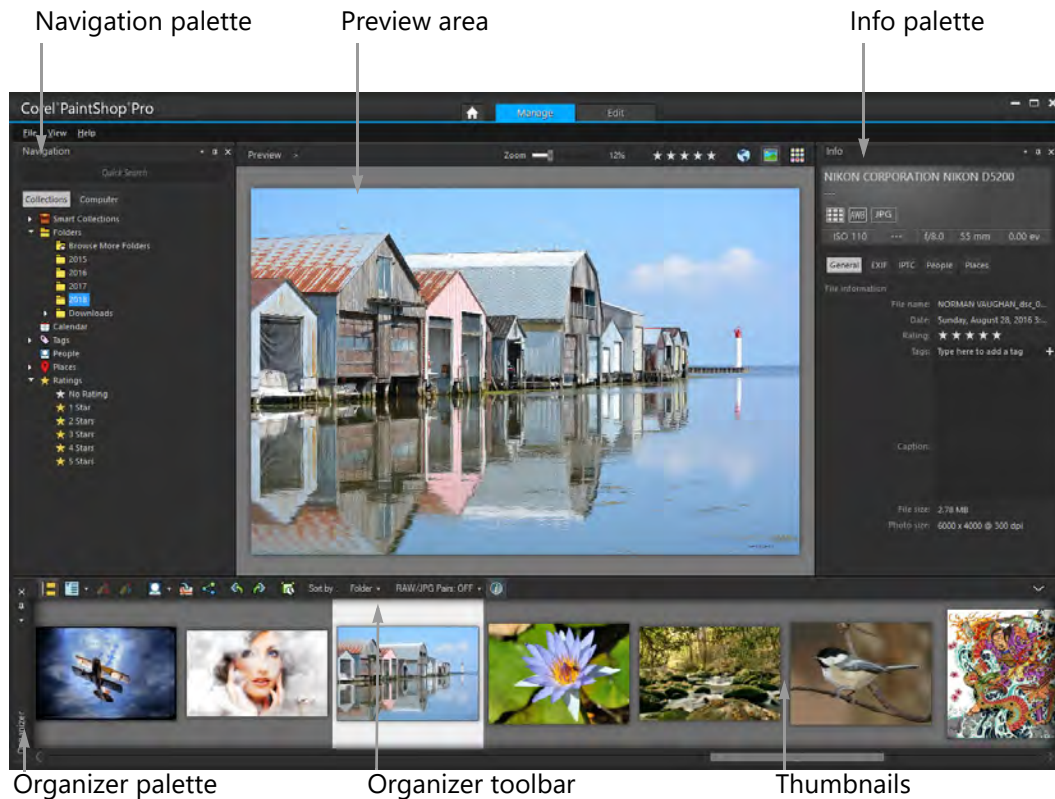 Navigation palette
Preview area
Info palette
Corel PaintShop Pro
Manage
Edit
File View Help
Navigation
Quick Search
Collections Computer
Smart Collections
Folders
Browse More Folders
2015
2016
2017
2018
Downloads
Calendar
Tags
People
Places
Ratings
No Rating
1 Star
2 Stars
3 Stars
4 Stars
5 Stars
Preview
Zoom
12%
Info
NIKON CORPORATION NIKON D5200
---
AWB JPG
ISO 110 --- f/8.0 55 mm 0.00 ev
General EXIF IPTC People Places
File information
File name: NORMAN VAUGHAN_dsc_0...
Date: Sunday, August 28, 2016 3:...
Rating:
Tags: Type here to add a tag +
Caption:
File size: 2.78 MB
Photo size: 6000 x 4000 @ 300 dpi
Sort by: Folder RAW/JPG Pairs: OFF
Organizer
Organizer palette
Organizer toolbar
Thumbnails